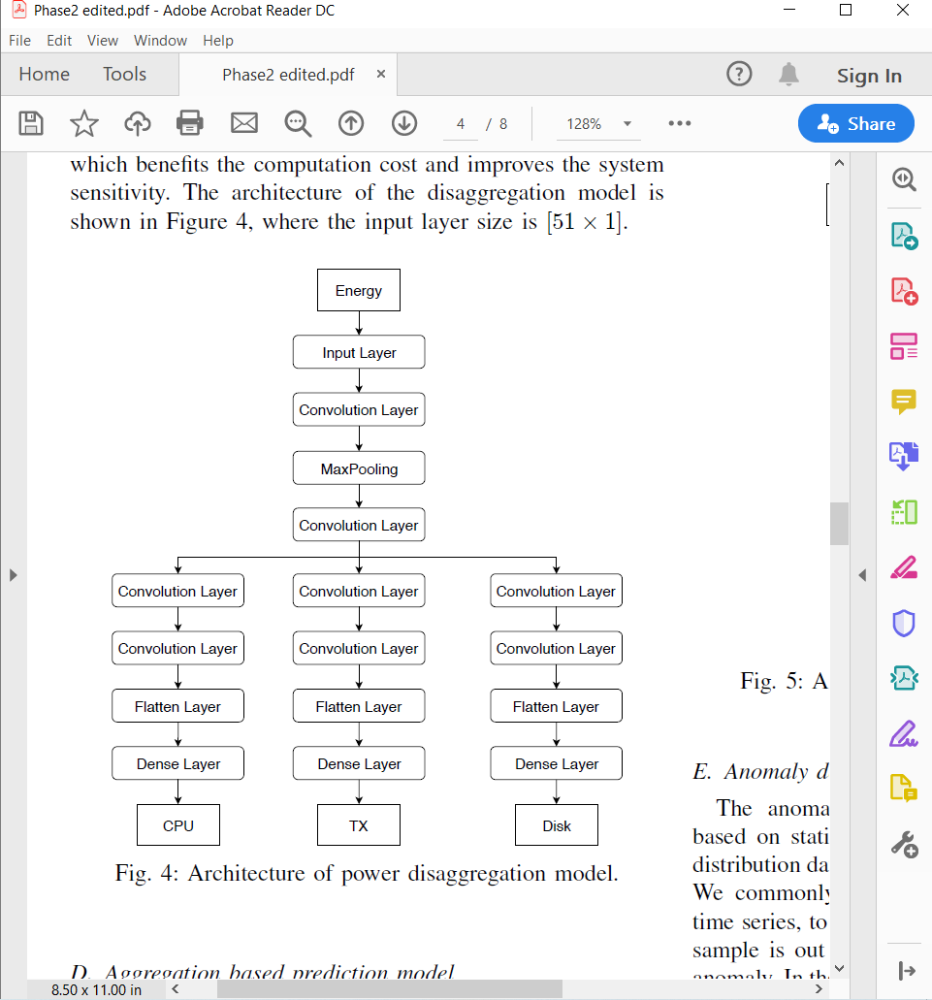 Phase2 edited.pdf - Adobe Acrobat Reader DC
File Edit View Window Help
Home Tools Phase2 edited.pdf × Sign In
4 / 8 128% Share
which benefits the computation cost and improves the system
sensitivity. The architecture of the disaggregation model is
shown in Figure 4, where the input layer size is [51 × 1].
Energy
Input Layer
Convolution Layer
MaxPooling
Convolution Layer
Convolution Layer Convolution Layer Convolution Layer
Convolution Layer Convolution Layer Convolution Layer
Flatten Layer Flatten Layer Flatten Layer
Dense Layer Dense Layer Dense Layer
CPU TX Disk
Fig. 4: Architecture of power disaggregation model.
D. Aggregation based prediction model
Fig. 5: A
E. Anomaly d
The anoma
based on stati
distribution da
We commonly
time series, to
sample is out
anomaly. In th
8.50 x 11.00 in